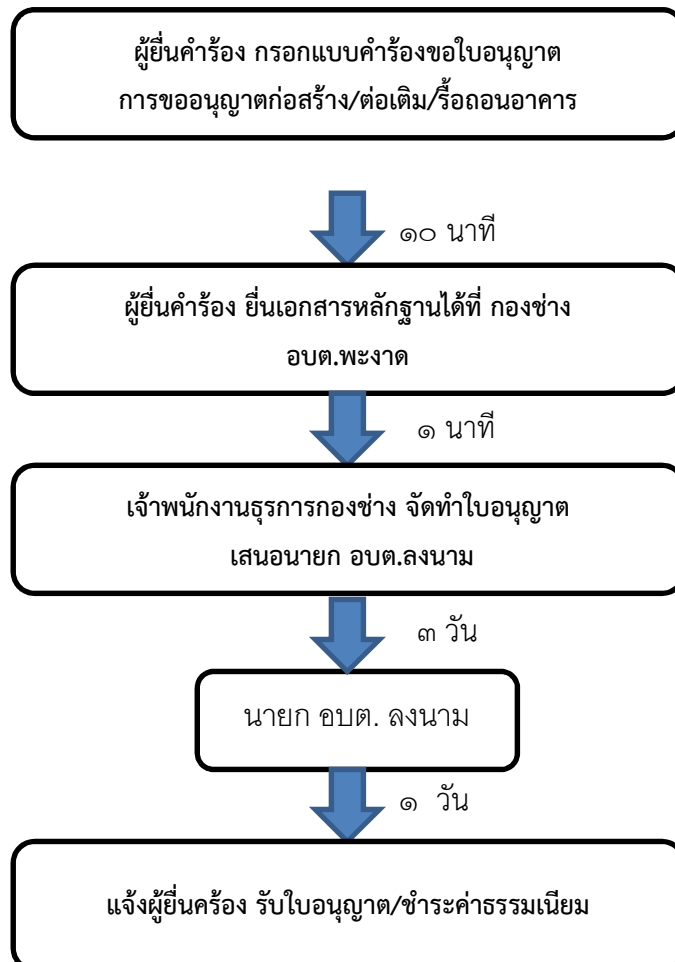 ผู้ยื่นคำร้อง กรอกแบบคำร้องขอใบอนุญาต
การขออนุญาตก่อสร้าง/ต่อเติม/รื้อถอนอาคาร
๑๐ นาที
ผู้ยื่นคำร้อง ยื่นเอกสารหลักฐานได้ที่ กองช่าง
อบต.พะงาด
๑ นาที
เจ้าพนักงานธุรการกองช่าง จัดทำใบอนุญาต
เสนอนายก อบต.ลงนาม
๓ วัน
นายก อบต. ลงนาม
๑ วัน
แจ้งผู้ยื่นคร้อง รับใบอนุญาต/ชำระค่าธรรมเนียม